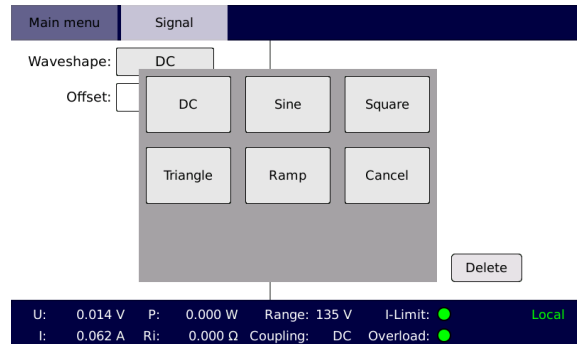 Main menu Signal
Waveshape: DC
Offset:
DC Sine Square
Triangle Ramp Cancel
Delete
U: 0.014 V P: 0.000 W Range: 135 V I-Limit: Local
I: 0.062 A Ri: 0.000 Ω Coupling: DC Overload: